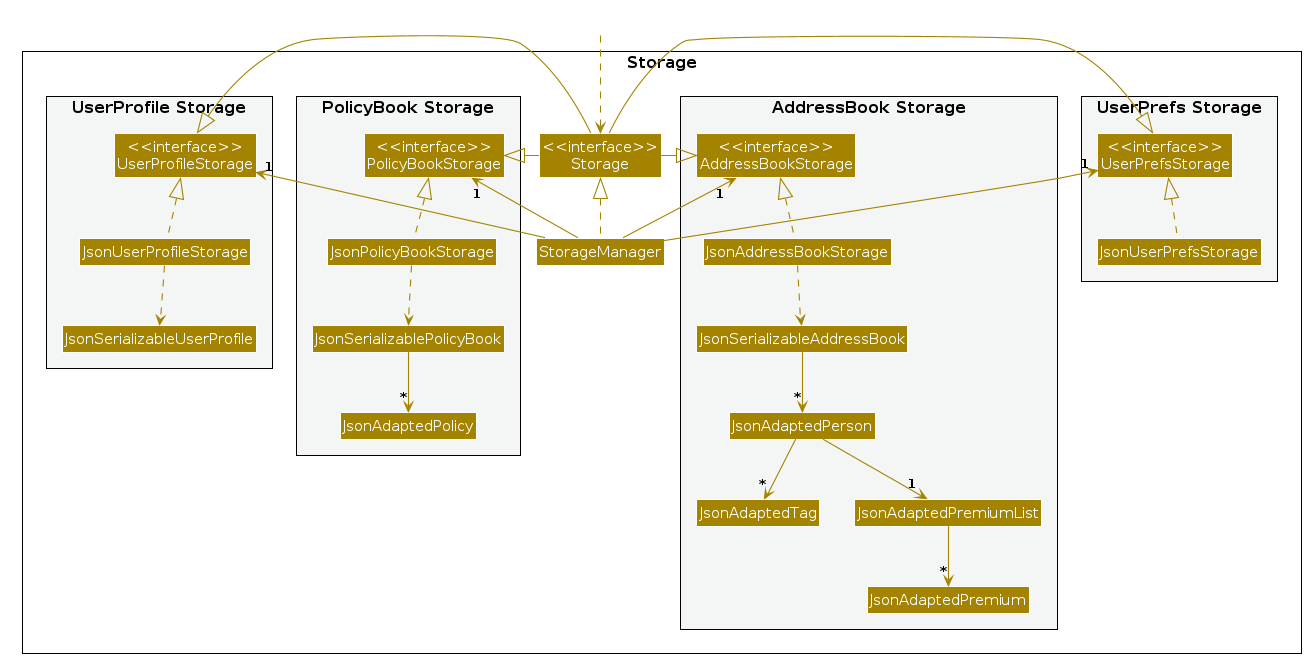 Storage
UserProfile Storage
PolicyBook Storage
AddressBook Storage
UserPrefs Storage
<<interface>>
UserProfileStorage
<<interface>>
PolicyBookStorage
<<interface>>
Storage
<<interface>>
AddressBookStorage
<<interface>>
UserPrefsStorage
1
1
1
1
JsonUserProfileStorage
JsonPolicyBookStorage
StorageManager
JsonAddressBookStorage
JsonUserPrefsStorage
JsonSerializableUserProfile
JsonSerializablePolicyBook
JsonSerializableAddressBook
*
*
JsonAdaptedPolicy
JsonAdaptedPerson
*
1
JsonAdaptedTag
JsonAdaptedPremiumList
*
JsonAdaptedPremium